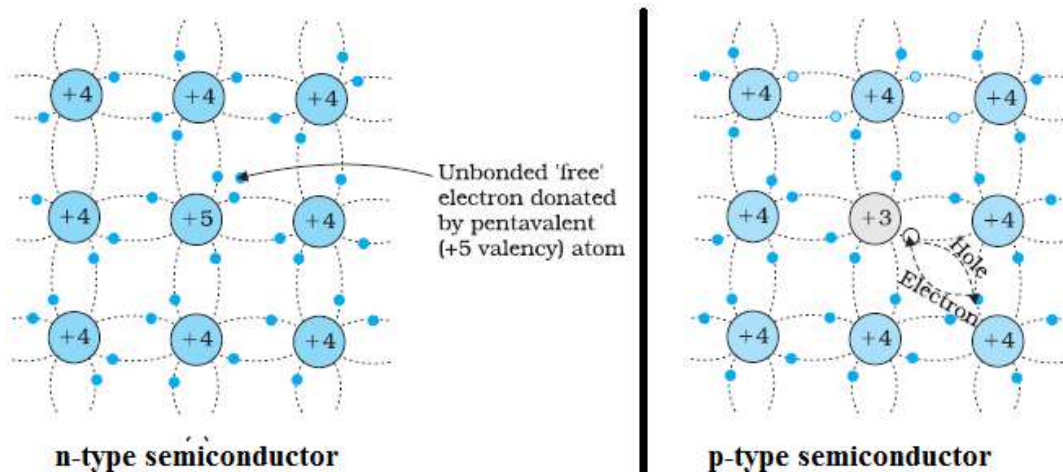 +4 +4 +4
Unbonded 'free'
electron donated
by pentavalent
(+5 valency) atom
+4 +5 +4
+4 +4 +4
n-type semiconductor
+4 +4 +4
+4 +3 +4
Hole
Electron
+4 +4 +4
p-type semiconductor